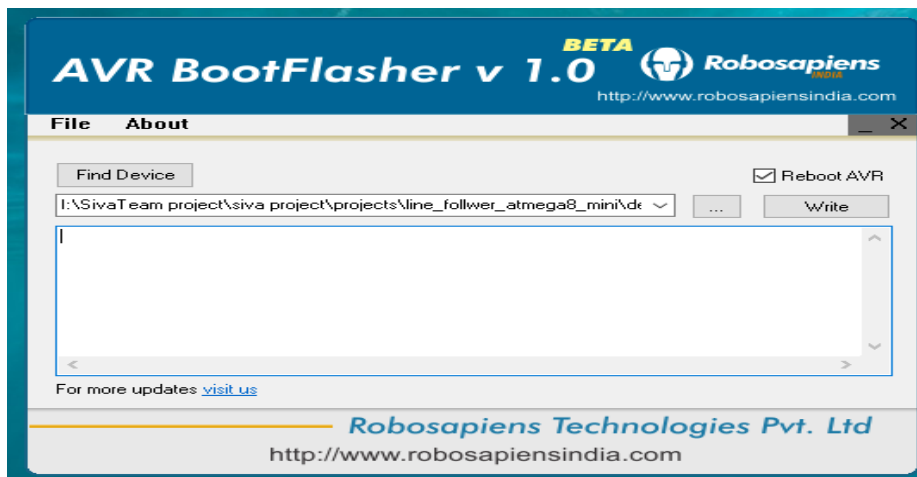 BETA
AVR BootFlasher v 1.0
Robosapiens
INDIA
http://www.robosapiensindia.com
File About
_ X
Find Device
Reboot AVR
I:\SivaTeam project\siva project\projects\line_follwer_atmega8_mini\de
... Write
For more updates visit us
Robosapiens Technologies Pvt. Ltd
http://www.robosapiensindia.com